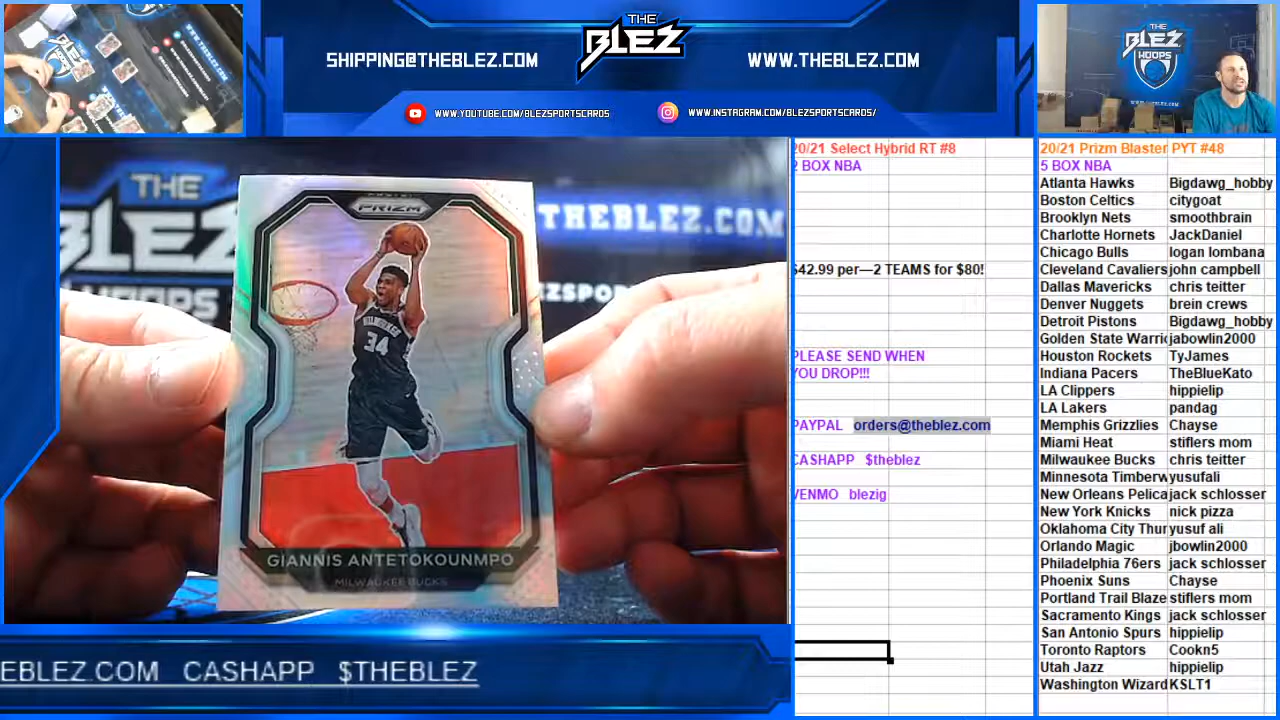 THE
BLEZ
SHIPPING@THEBLEZ.COM
WWW.THEBLEZ.COM
WWW.YOUTUBE.COM/BLEZSPORTSCARDS
WWW.INSTAGRAM.COM/BLEZSPORTSCARDS/
THE
BLEZ
HOOPS
THE
BLEZ
HOOPS
THEBLEZ.COM
EZSPOR
PRIZM
MILWAUKEE
34
GIANNIS ANTETOKOUNMPO
MILWAUKEE BUCKS
20/21 Select Hybrid RT #8
2 BOX NBA
$42.99 per—2 TEAMS for $80!
PLEASE SEND WHEN
YOU DROP!!!
PAYPAL orders@theblez.com
CASHAPP $theblez
VENMO blezig
20/21 Prizm Blaster PYT #48
5 BOX NBA
Atlanta Hawks Bigdawg_hobby
Boston Celtics citygoat
Brooklyn Nets smoothbrain
Charlotte Hornets JackDaniel
Chicago Bulls logan lombana
Cleveland Cavaliers john campbell
Dallas Mavericks chris teitter
Denver Nuggets brein crews
Detroit Pistons Bigdawg_hobby
Golden State Warri jabowlin2000
Houston Rockets TyJames
Indiana Pacers TheBlueKato
LA Clippers hippielip
LA Lakers pandag
Memphis Grizzlies Chayse
Miami Heat stiflers mom
Milwaukee Bucks chris teitter
Minnesota Timberw yusufali
New Orleans Pelica jack schlosser
New York Knicks nick pizza
Oklahoma City Thur yusuf ali
Orlando Magic jbowlin2000
Philadelphia 76ers jack schlosser
Phoenix Suns Chayse
Portland Trail Blaze stiflers mom
Sacramento Kings jack schlosser
San Antonio Spurs hippielip
Toronto Raptors Cookn5
Utah Jazz hippielip
Washington Wizard KSLT1
EBLEZ.COM CASHAPP $THEBLEZ